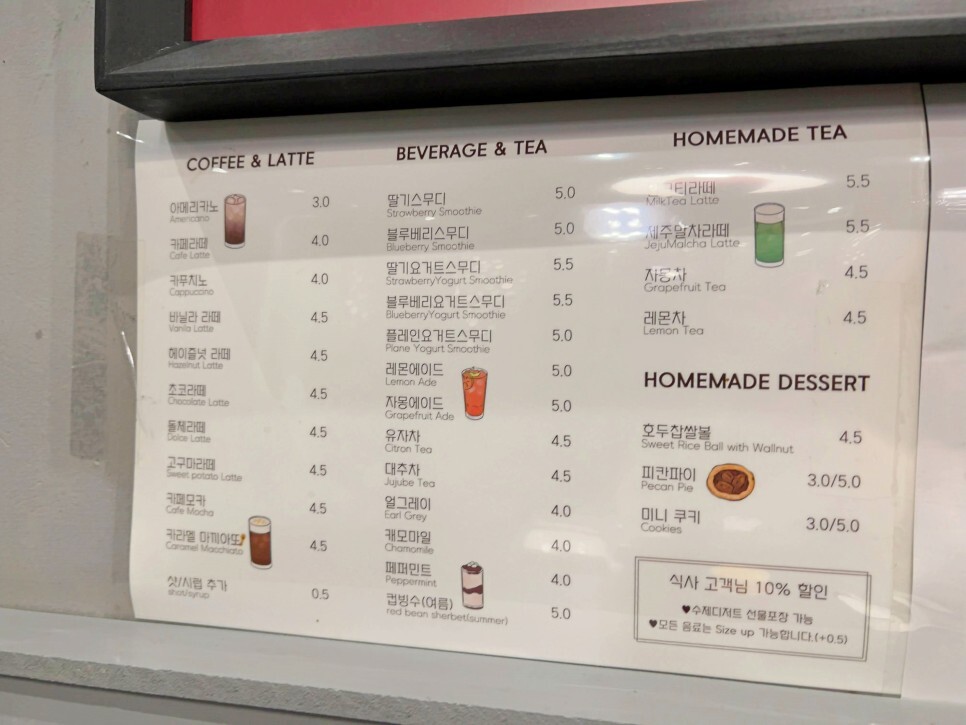 COFFEE & LATTE
아메리카노 3.0
Americano
카페라떼 4.0
Cafe Latte
카푸치노 4.0
Cappuccino
바닐라 라떼 4.5
Vanila Latte
헤이즐넛 라떼 4.5
Hazelnut Latte
초코라떼 4.5
Chocolate Latte
돌체라떼 4.5
Dolce Latte
고구마라떼 4.5
Sweet potato Latte
카페모카 4.5
Cafe Mocha
카라멜 마끼아또 4.5
Caramel Macchiato
샷/시럽 추가 0.5
shot/syrup
BEVERAGE & TEA
딸기스무디 5.0
Strawberry Smoothie
블루베리스무디 5.0
Blueberry Smoothie
딸기요거트스무디 5.5
StrawberryYogurt Smoothie
블루베리요거트스무디 5.5
BlueberryYogurt Smoothie
플레인요거트스무디 5.0
Plane Yogurt Smoothie
레몬에이드 5.0
Lemon Ade
자몽에이드 5.0
Grapefruit Ade
유자차 4.5
Citron Tea
대추차 4.5
Jujube Tea
얼그레이 4.0
Earl Grey
캐모마일 4.0
Chamomile
페퍼민트 4.0
Peppermint
컵빙수(여름) 5.0
red bean sherbet(summer)
HOMEMADE TEA
5.5
MilkTea Latte
제주말차라떼 5.5
JejuMalcha Latte
자몽차 4.5
Grapefruit Tea
레몬차 4.5
Lemon Tea
HOMEMADE DESSERT
호두찹쌀볼 4.5
Sweet Rice Ball with Wallnut
피칸파이 3.0/5.0
Pecan Pie
미니 쿠키 3.0/5.0
Cookies
식사 고객님 10% 할인
♥수제디저트 선물포장 가능
♥모든 음료는 Size up 가능합니다.(+0.5)